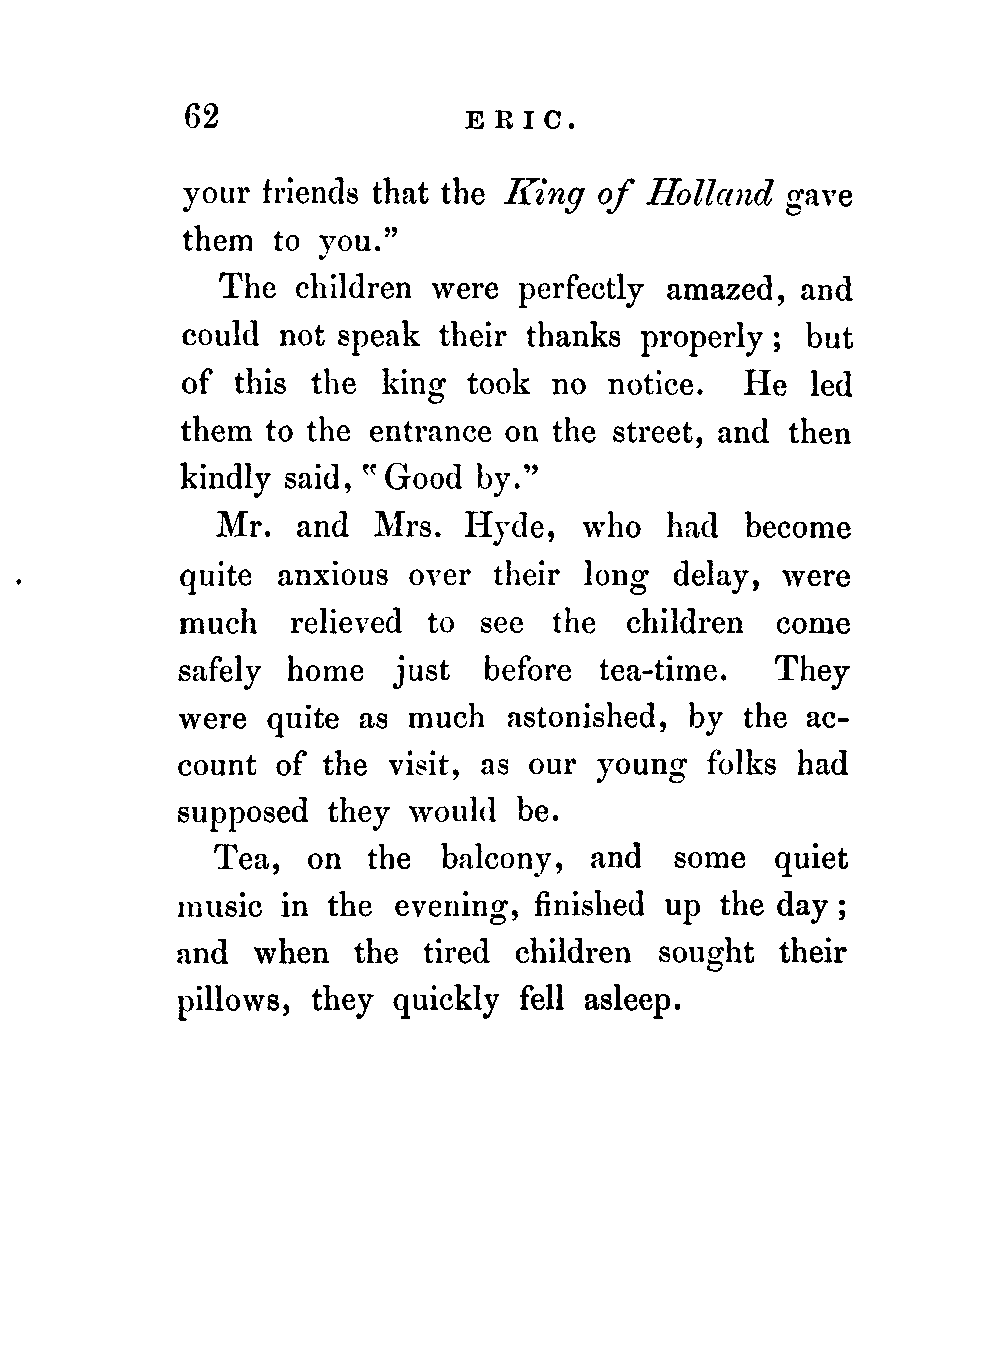 62 ERIC.
your friends that the King of Holland gave
them to you.”
The children were perfectly amazed, and
could not speak their thanks properly; but
of this the king took no notice. He led
them to the entrance on the street, and then
kindly said, “Good by.”
Mr. and Mrs. Hyde, who had become
quite anxious over their long delay, were
much relieved to see the children come
safely home just before tea-time. They
were quite as much astonished, by the ac-
count of the visit, as our young folks had
supposed they would be.
Tea, on the balcony, and some quiet
music in the evening, finished up the day;
and when the tired children sought their
pillows, they quickly fell asleep.